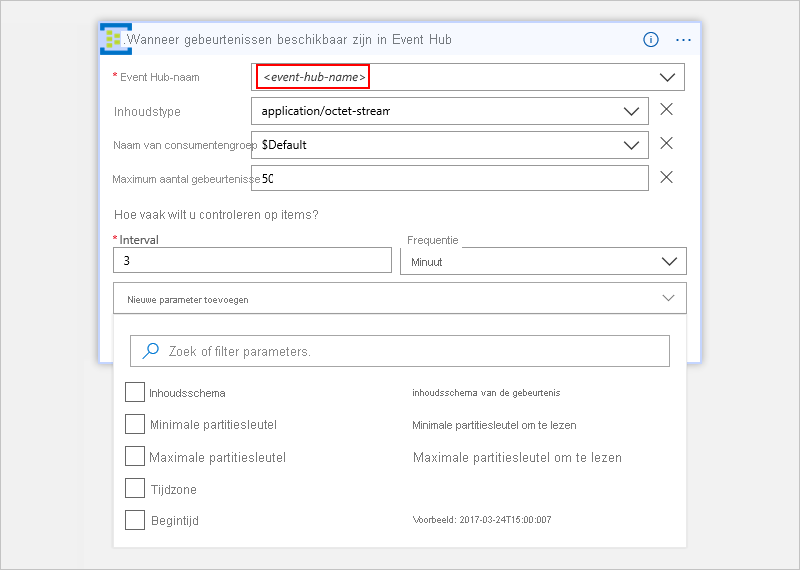 Wanneer gebeurtenissen beschikbaar zijn in Event Hub
* Event Hub-naam <event-hub-name>
Inhoudstype application/octet-stream
Naam van consumentengroep $Default
Maximum aantal gebeurtenisse 50
Hoe vaak wilt u controleren op items?
* Interval Frequentie
3 Minuut
Nieuwe parameter toevoegen
Zoek of filter parameters.
Inhoudsschema inhoudsschema van de gebeurtenis
Minimale partitiesleutel Minimale partitiesleutel om te lezen
Maximale partitiesleutel Maximale partitiesleutel om te lezen
Tijdzone
Begintijd Voorbeeld: 2017-03-24T15:00:007